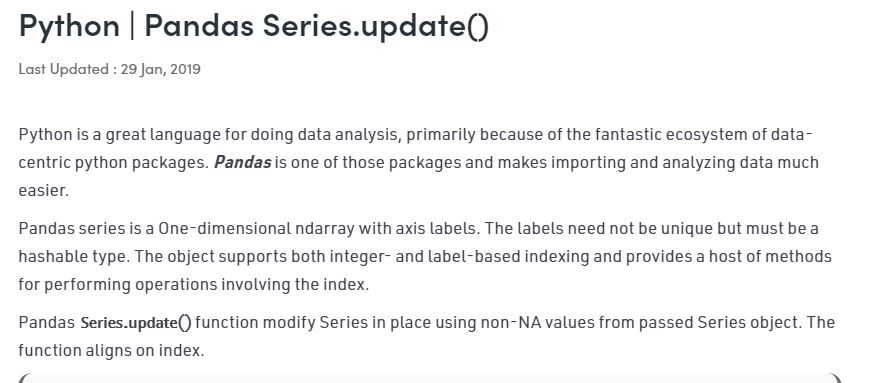 Python | Pandas Series.update()
Last Updated : 29 Jan, 2019
Python is a great language for doing data analysis, primarily because of the fantastic ecosystem of data-
centric python packages. Pandas is one of those packages and makes importing and analyzing data much
easier.
Pandas series is a One-dimensional ndarray with axis labels. The labels need not be unique but must be a
hashable type. The object supports both integer- and label-based indexing and provides a host of methods
for performing operations involving the index.
Pandas Series.update() function modify Series in place using non-NA values from passed Series object. The
function aligns on index.